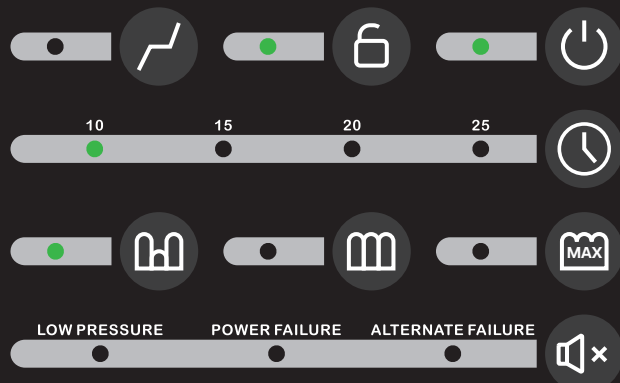 10 15 20 25
MAX
LOW PRESSURE POWER FAILURE ALTERNATE FAILURE